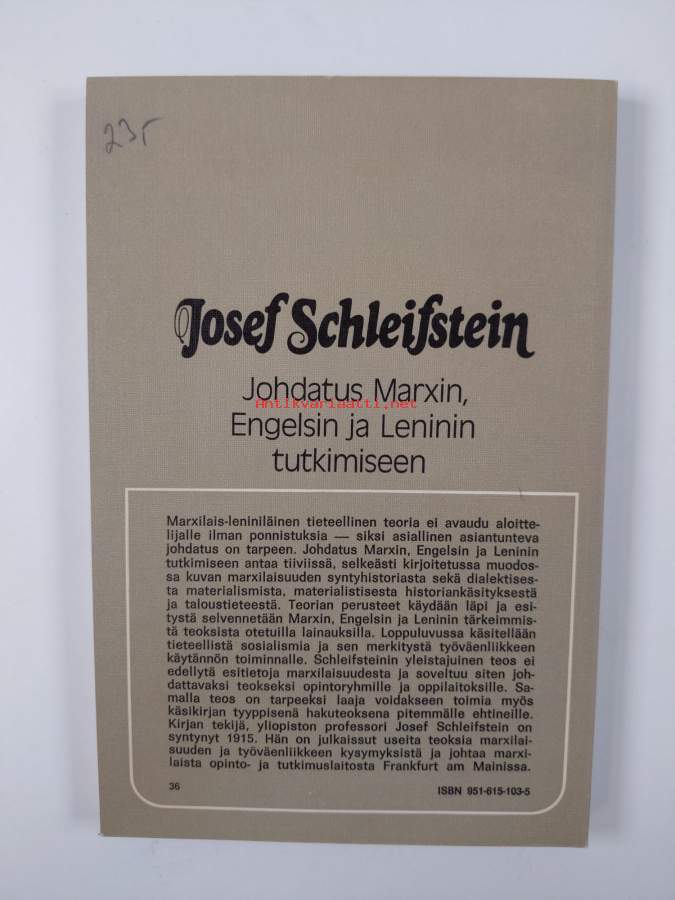 235
Josef Schleifstein
Johdatus Marxin,
Antikvariaatti.net
Engelsin ja Leninin
tutkimiseen
Marxilais-leniniläinen tieteellinen teoria ei avaudu aloitte-
lijalle ilman ponnistuksia — siksi asiallinen asiantunteva
johdatus on tarpeen. Johdatus Marxin, Engelsin ja Leninin
tutkimiseen antaa tiiviissä, selkeästi kirjoitetussa muodos-
sa kuvan marxilaisuuden syntyhistoriasta sekä dialektises-
ta materialismista, materialistisesta historiankäsityksestä
ja taloustieteestä. Teorian perusteet käydään läpi ja esi-
tystä selvennetään Marxin, Engelsin ja Leninin tärkeimmis-
tä teoksista otetuilla lainauksilla. Loppuluvussa käsitellään
tieteellistä sosialismia ja sen merkitystä työväenliikkeen
käytännön toiminnalle. Schleifsteinin yleistajuinen teos ei
edellytä esitietoja marxilaisuudesta ja soveltuu siten joh-
dattavaksi teokseksi opintoryhmille ja oppilaitoksille. Sa-
malla teos on tarpeeksi laaja voidakseen toimia myös
käsikirjan tyyppisenä hakuteoksena pitemmälle ehtineille.
Kirjan tekijä, yliopiston professori Josef Schleifstein on
syntynyt 1915. Hän on julkaissut useita teoksia marxilai-
suuden ja työväenliikkeen kysymyksistä ja johtaa marxi-
laista opinto- ja tutkimuslaitosta Frankfurt am Mainissa.
36
ISBN 951-615-103-5